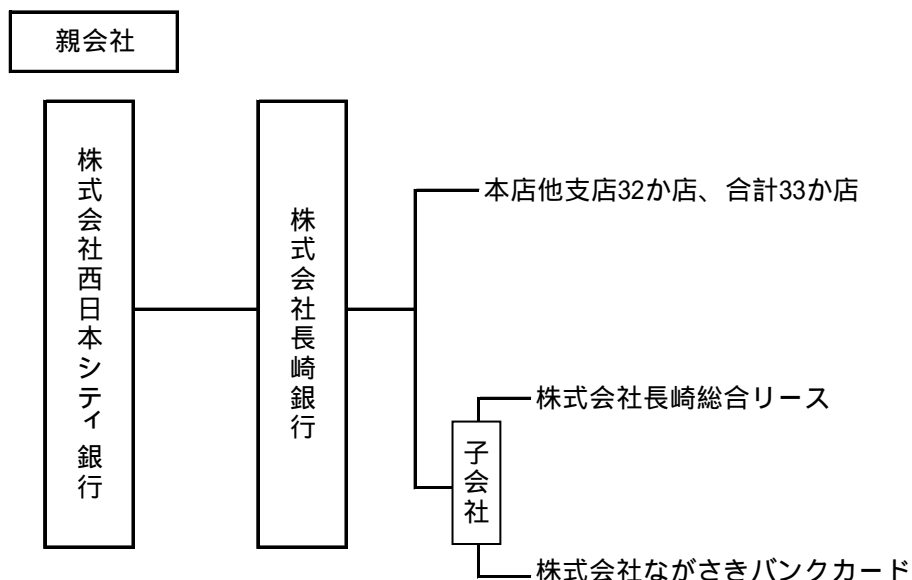 親会社
株式会社西日本シティ銀行
株式会社長崎銀行
本店他支店32か店、合計33か店
株式会社長崎総合リース
子会社
株式会社ながさきバンクカード